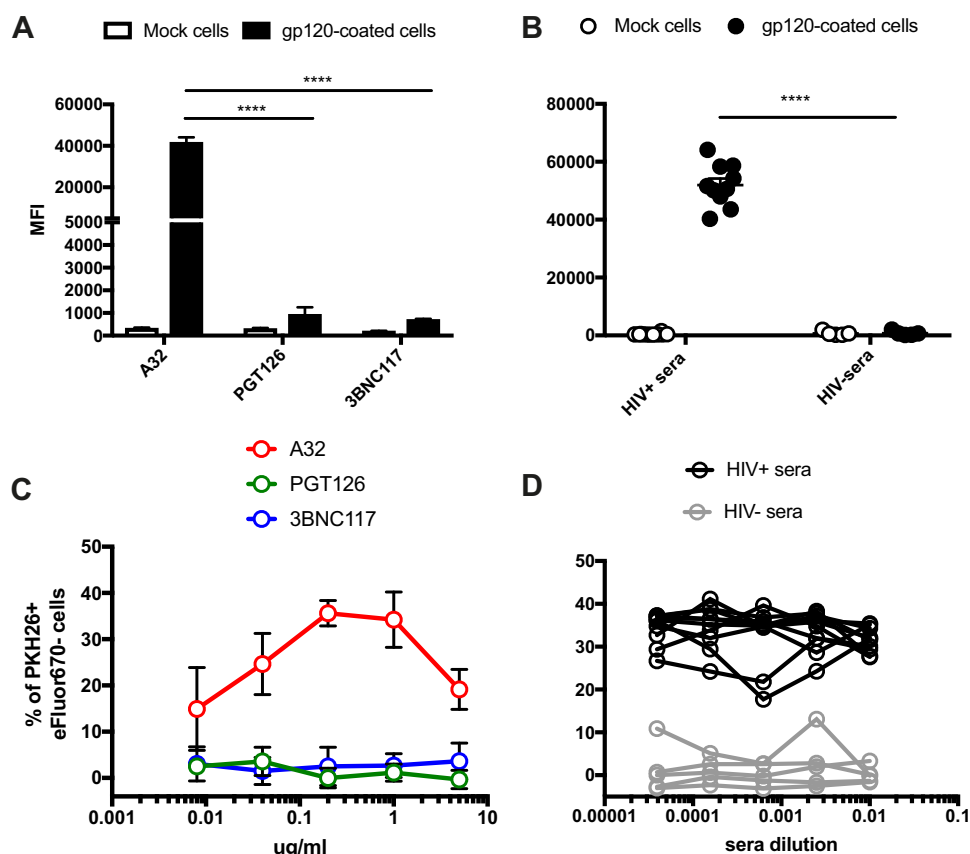 A
Mock cells
gp120-coated cells
****
****
60000
40000
20000
5000
4000
3000
2000
1000
0
MFI
A32
PGT126
3BNC117
B
Mock cells
gp120-coated cells
****
80000
60000
40000
20000
0
HIV+ sera
HIV-sera
C
A32
PGT126
3BNC117
50
40
30
20
10
0
% of PKH26+
eFluor670- cells
0.01
0.1
1
10
ug/ml
D
HIV+ sera
HIV- sera
50
40
30
20
10
0
0.00001
0.0001
0.001
0.01
0.1
sera dilution